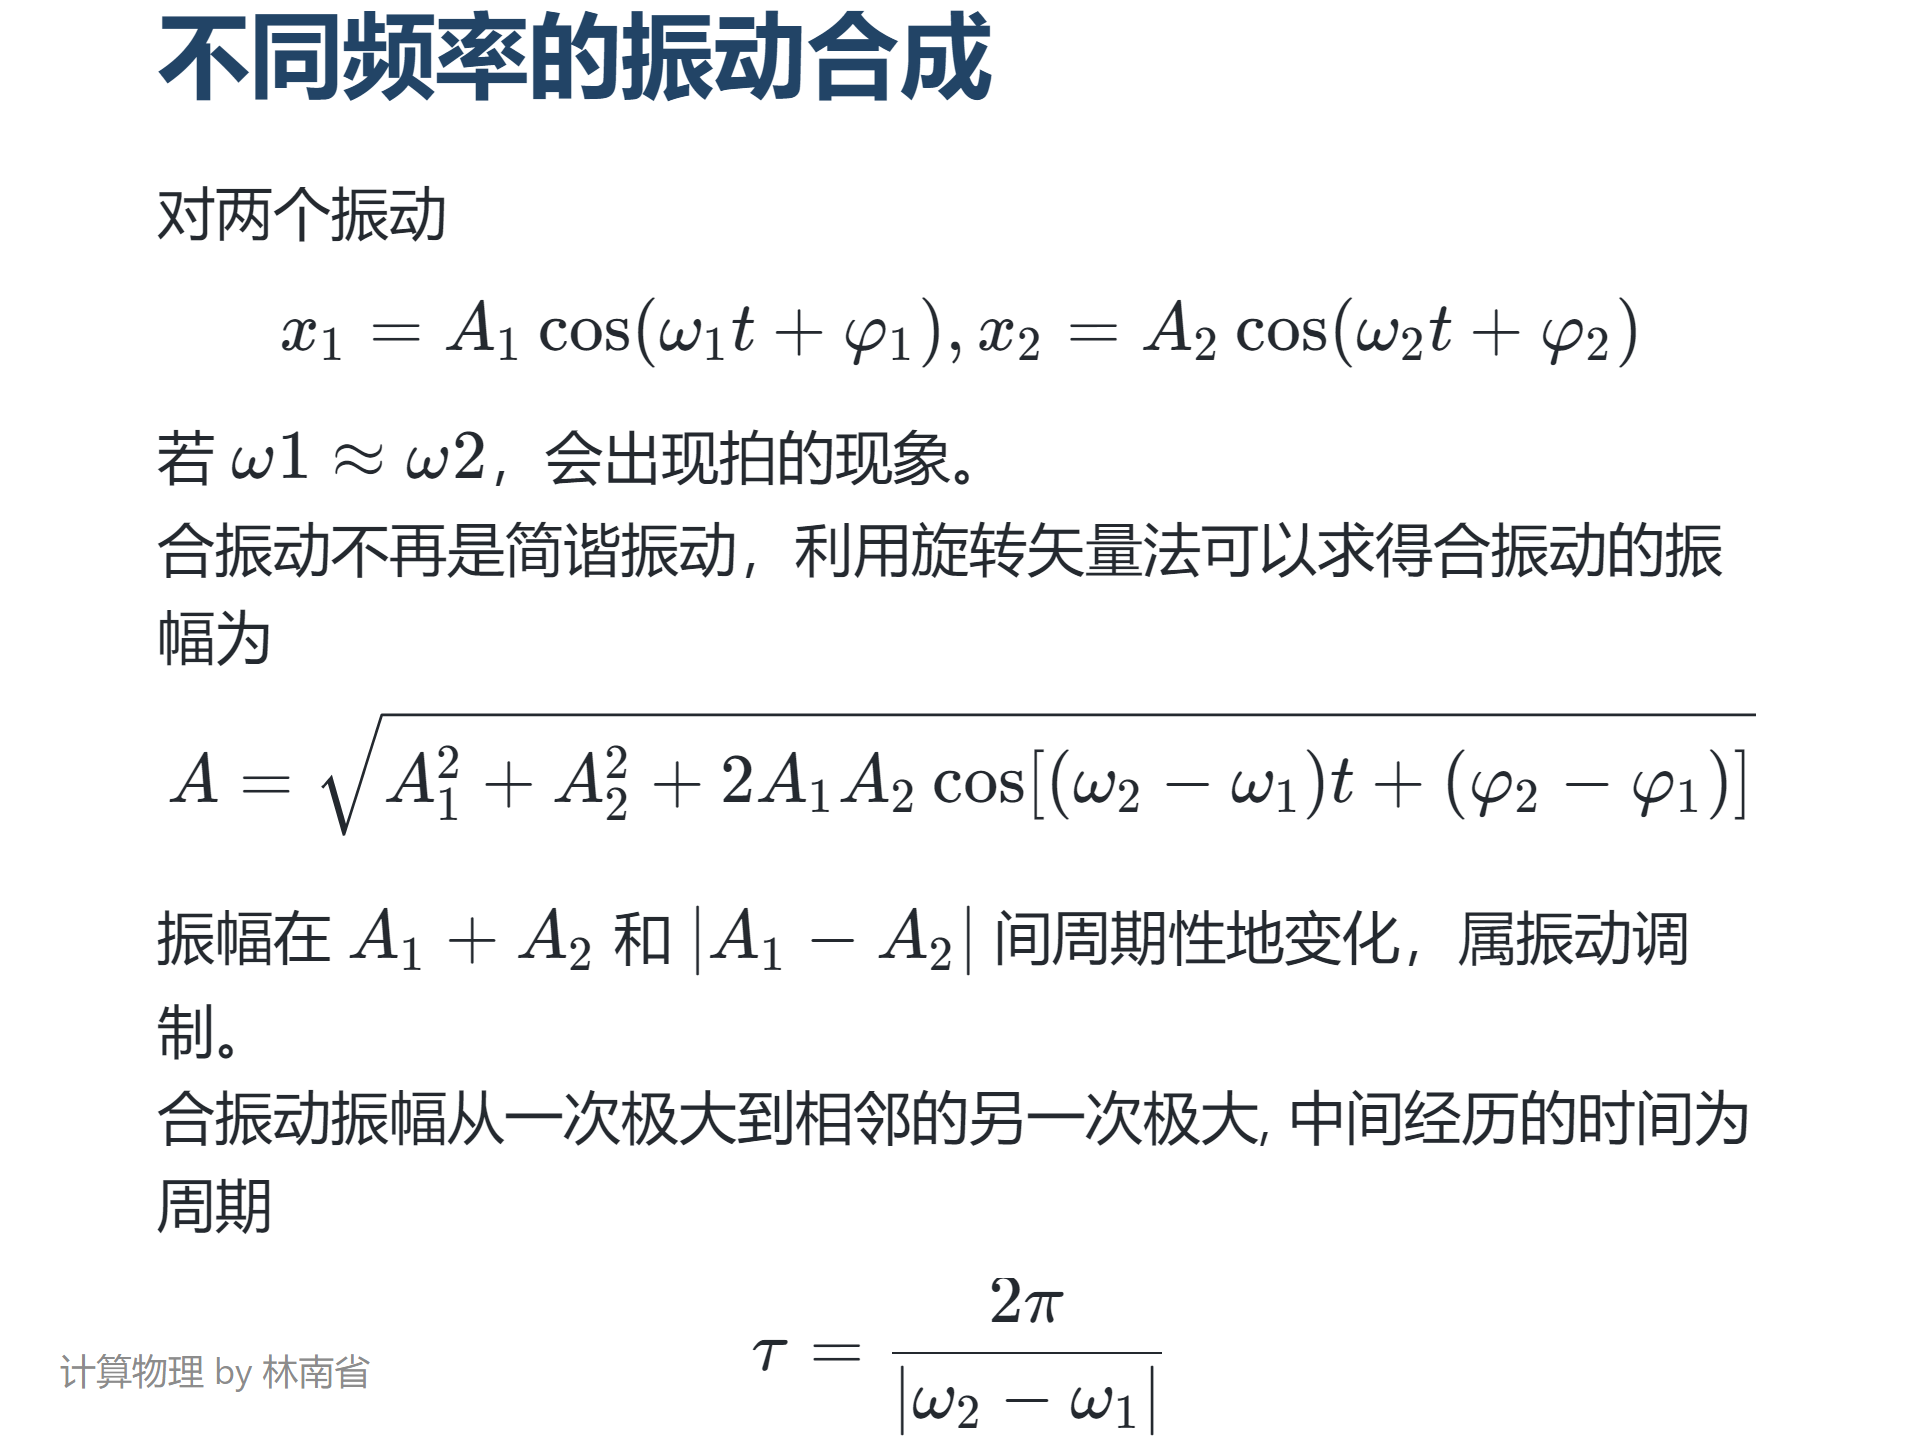 不同频率的振动合成
对两个振动
x₁ = A₁ cos(ω₁t + φ₁), x₂ = A₂ cos(ω₂t + φ₂)
若 ω1 ≈ ω2，会出现拍的现象。
合振动不再是简谐振动，利用旋转矢量法可以求得合振动的振
幅为
A = √(A₁² + A₂² + 2A₁A₂ cos[(ω₂ − ω₁)t + (φ₂ − φ₁)])
振幅在 A₁ + A₂ 和 |A₁ − A₂| 间周期性地变化，属振动调
制。
合振动振幅从一次极大到相邻的另一次极大, 中间经历的时间为
周期
τ = 2π / |ω₂ − ω₁|
计算物理 by 林南省